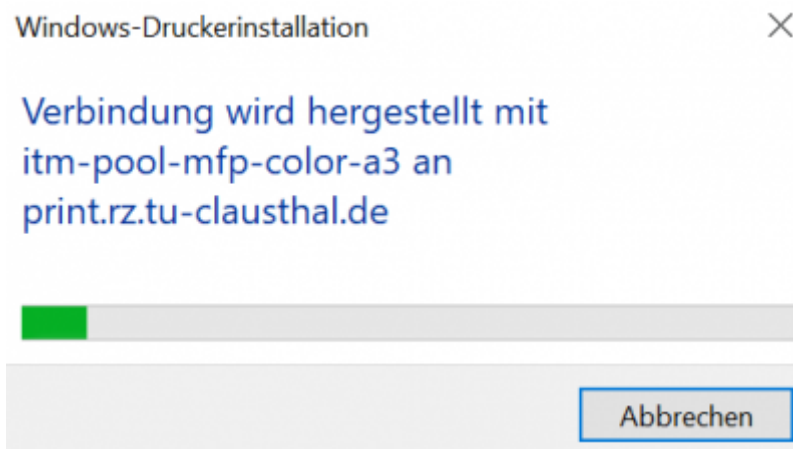 Windows-Druckerinstallation
Verbindung wird hergestellt mit
itm-pool-mfp-color-a3 an
print.rz.tu-clausthal.de
Abbrechen